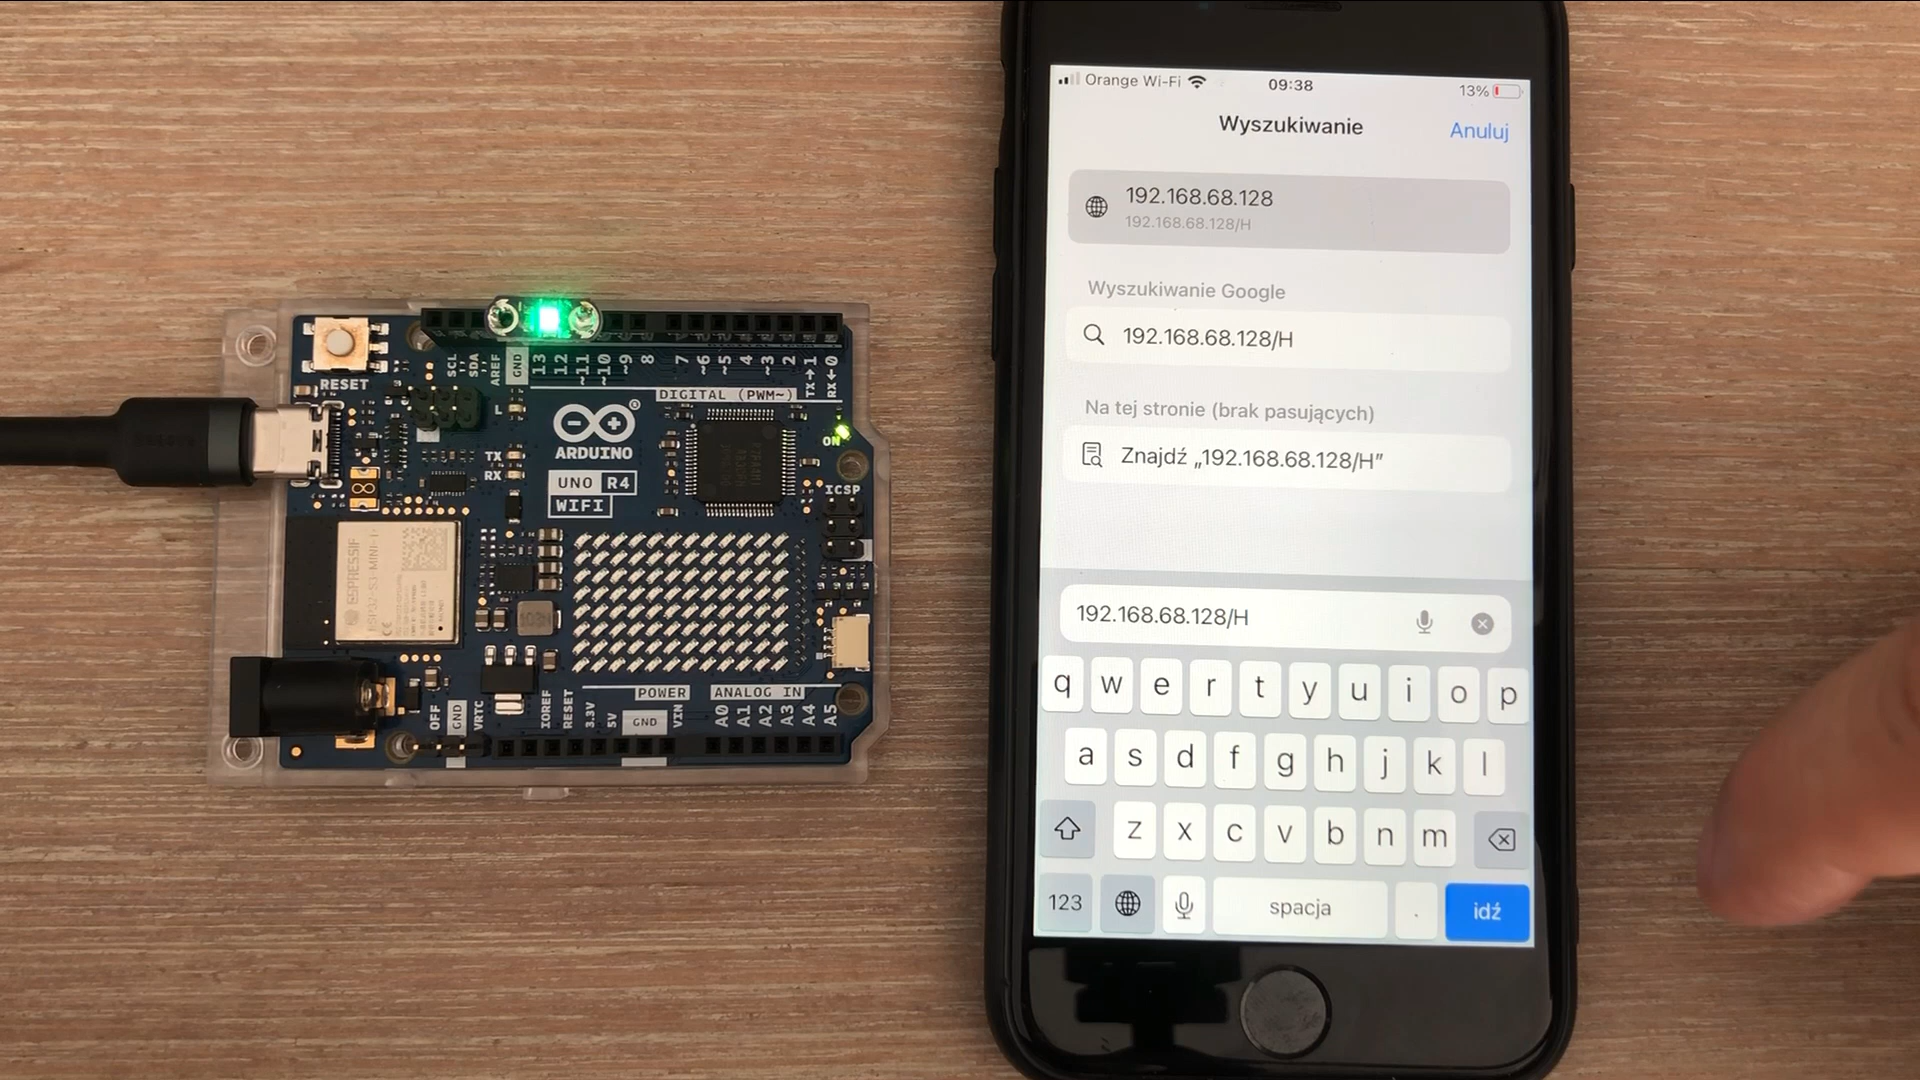 RESET
SCL
SDA
AREF
GND
13
12
~11
~10
~9
8
7
~6
~5
4
~3
2
TX→1
RX←0
DIGITAL (PWM~)
L
TX
RX
ARDUINO
UNO R4
WIFI
ON
ICSP
ESPRESSIF
ESP32-S3-MINI-1
POWER
ANALOG IN
OFF
GND
VRTC
IOREF
RESET
3.3V
5V
GND
VIN
A0
A1
A2
A3
A4
A5
Orange Wi-Fi
09:38
13%
Wyszukiwanie
Anuluj
192.168.68.128
192.168.68.128/H
Wyszukiwanie Google
192.168.68.128/H
Na tej stronie (brak pasujących)
Znajdź „192.168.68.128/H”
192.168.68.128/H
q w e r t y u i o p
a s d f g h j k l
z x c v b n m
123
spacja
.
idź